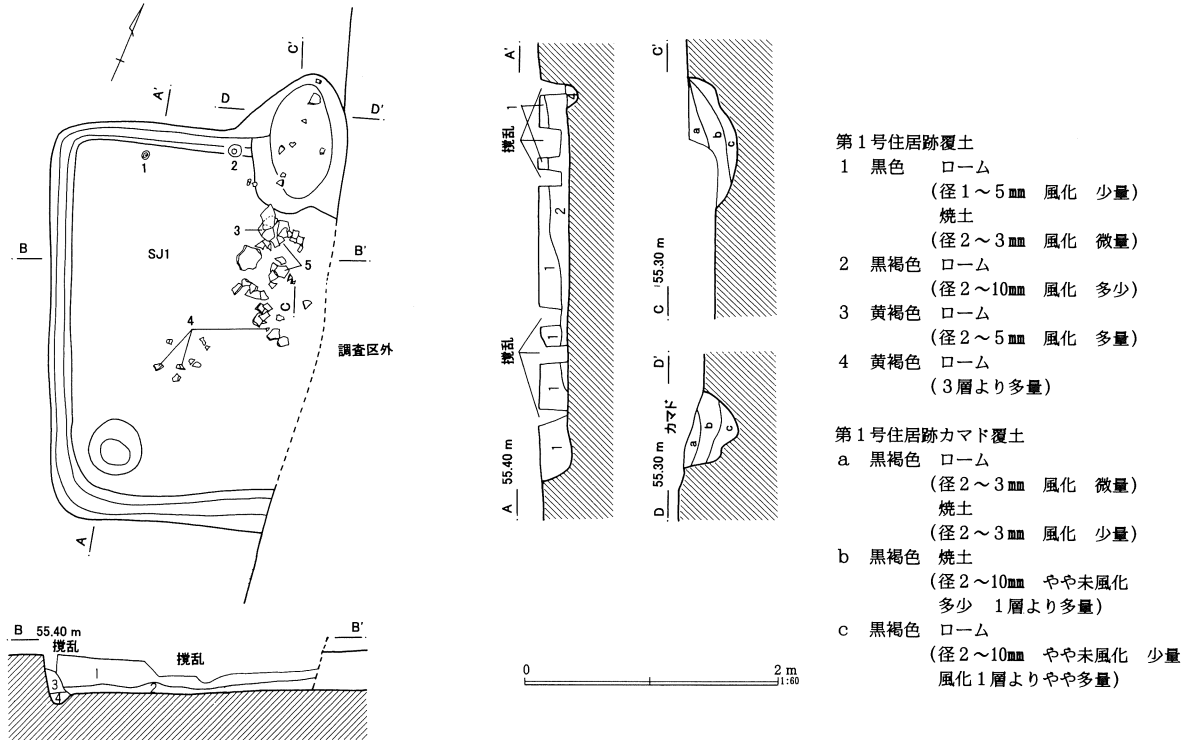 A'
C'
D
D'
1
2
3
B
SJ1
B'
5
C
4
調査区外
A
B 55.40 m
B'
撹乱
撹乱
1
2
3
4
A'
1
撹乱
4
2
1
撹乱
1
1
1
A 55.40 m
C'
a
b
c
C 55.30 m
D'
カマド
a
b
c
D 55.30 m
0
2 m
1:60
第1号住居跡覆土
1 黒色 ローム
(径1～5㎜ 風化 少量)
焼土
(径2～3㎜ 風化 微量)
2 黒褐色 ローム
(径2～10㎜ 風化 多少)
3 黄褐色 ローム
(径2～5㎜ 風化 多量)
4 黄褐色 ローム
(3層より多量)
第1号住居跡カマド覆土
a 黒褐色 ローム
(径2～3㎜ 風化 微量)
焼土
(径2～3㎜ 風化 少量)
b 黒褐色 焼土
(径2～10㎜ やや未風化
多少 1層より多量)
c 黒褐色 ローム
(径2～10㎜ やや未風化 少量
風化1層よりやや多量)